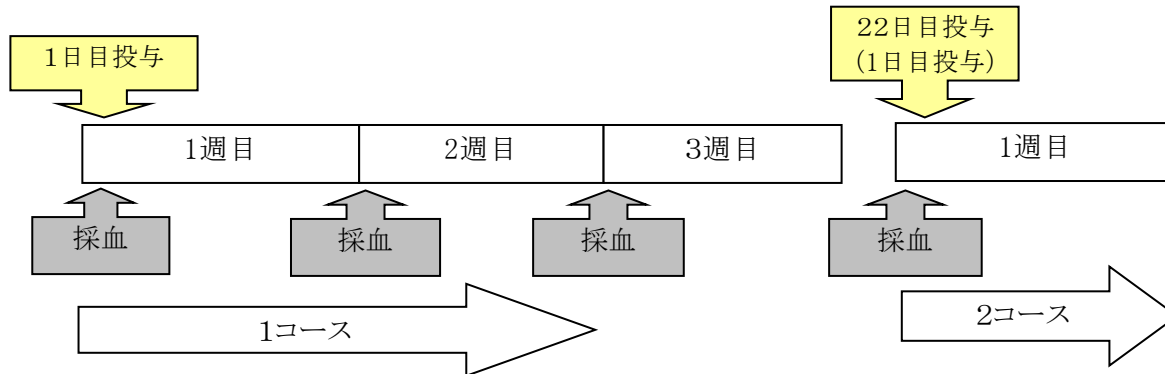 １日目投与
22日目投与
(1日目投与)
1週目
2週目
3週目
1週目
採血
採血
採血
採血
1コース
2コース